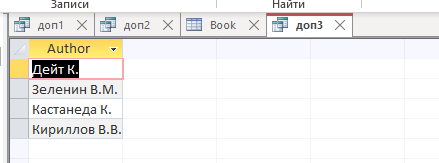 Записи Найти
доп1 доп2 Book доп3
Author
Дейт К.
Зеленин В.М.
Кастанеда К.
Кириллов В.В.